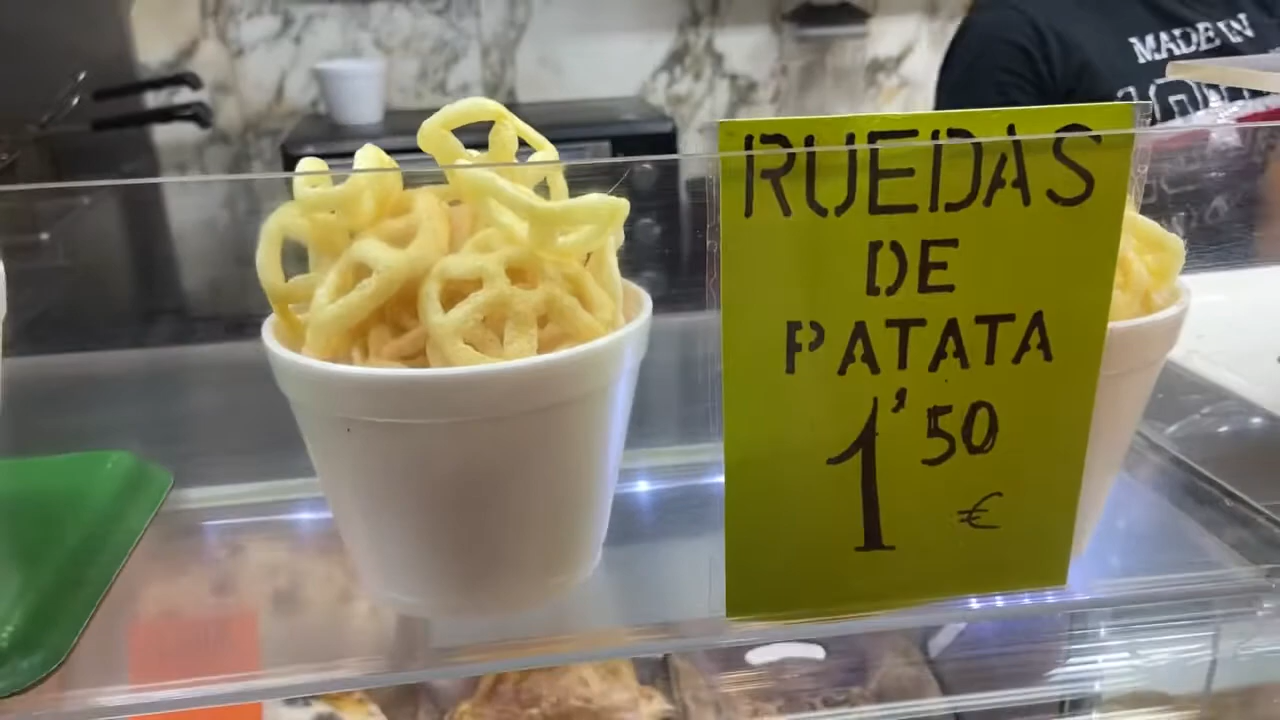 RUEDAS
DE
PATATA
1'50
€
MADE IN